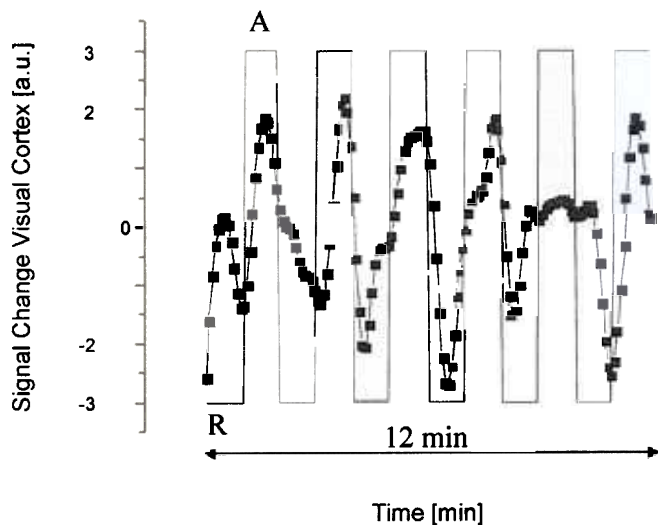 A
Signal Change Visual Cortex [a.u.]
3
2
0
-2
-3
R
12 min
Time [min]